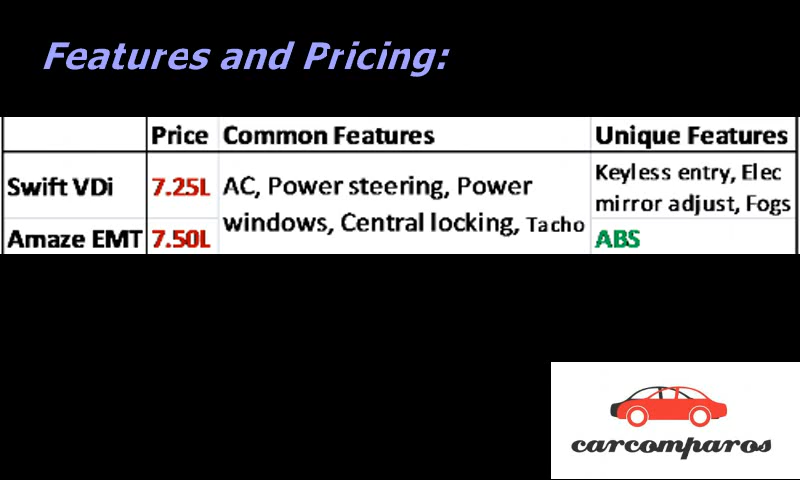 Features and Pricing:
Price Common Features Unique Features
Swift VDi 7.25L AC, Power steering, Power windows, Central locking, Tacho Keyless entry, Elec mirror adjust, Fogs
Amaze EMT 7.50L ABS
carcomparos